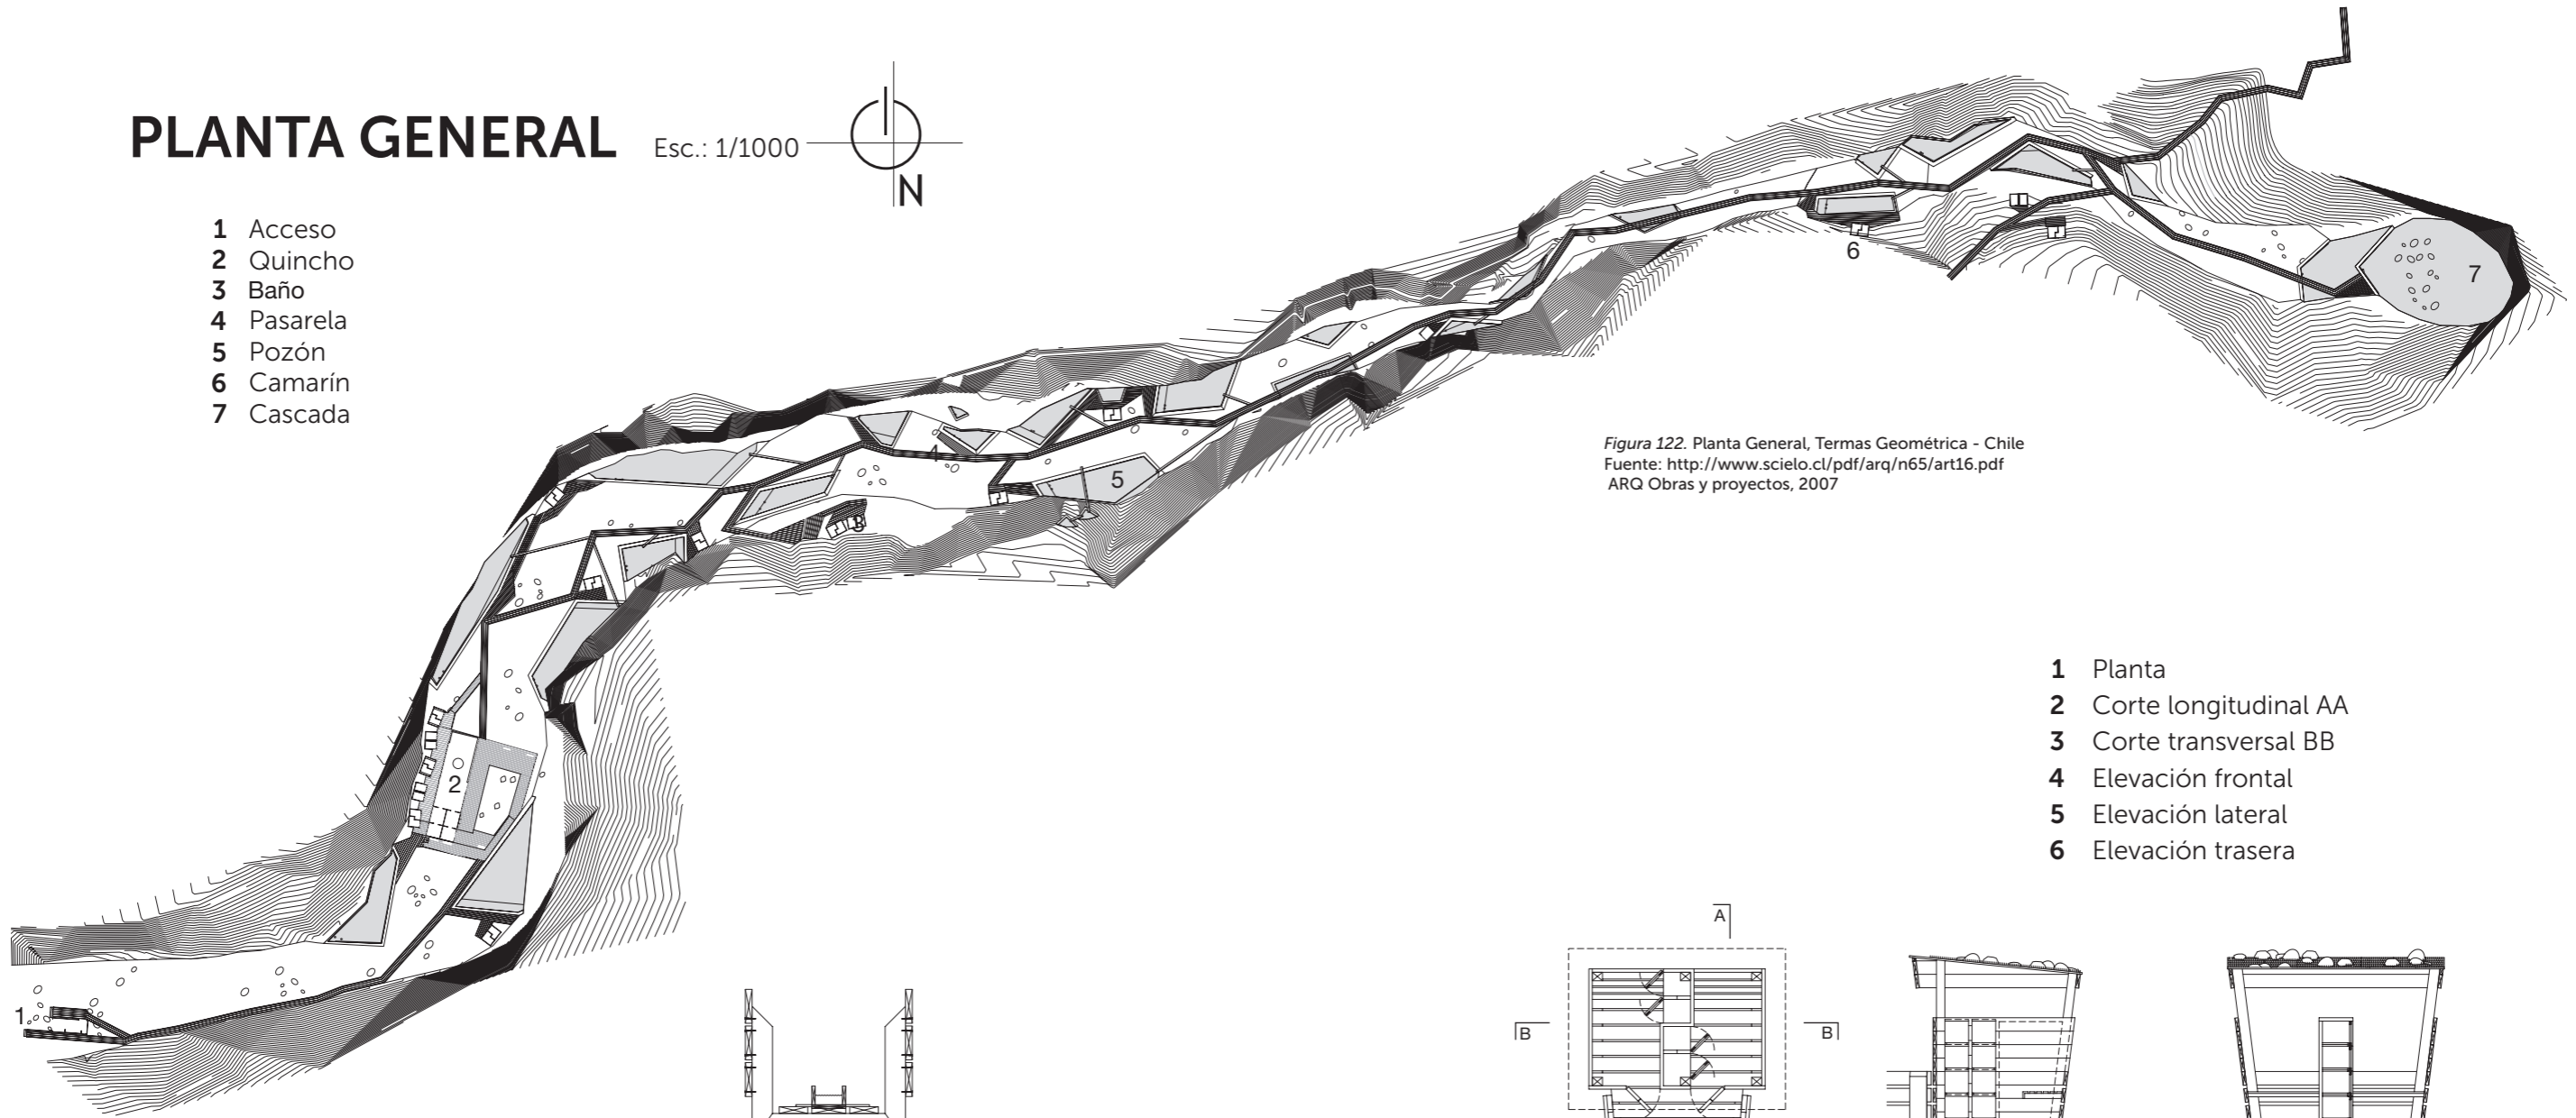 PLANTA GENERAL Esc.: 1/1000
N
1 Acceso
2 Quincho
3 Baño
4 Pasarela
5 Pozón
6 Camarín
7 Cascada
6
7
4
5
Figura 122. Planta General, Termas Geométrica - Chile
Fuente: http://www.scielo.cl/pdf/arq/n65/art16.pdf
ARQ Obras y proyectos, 2007
2
1
1 Planta
2 Corte longitudinal AA
3 Corte transversal BB
4 Elevación frontal
5 Elevación lateral
6 Elevación trasera
A
B
B